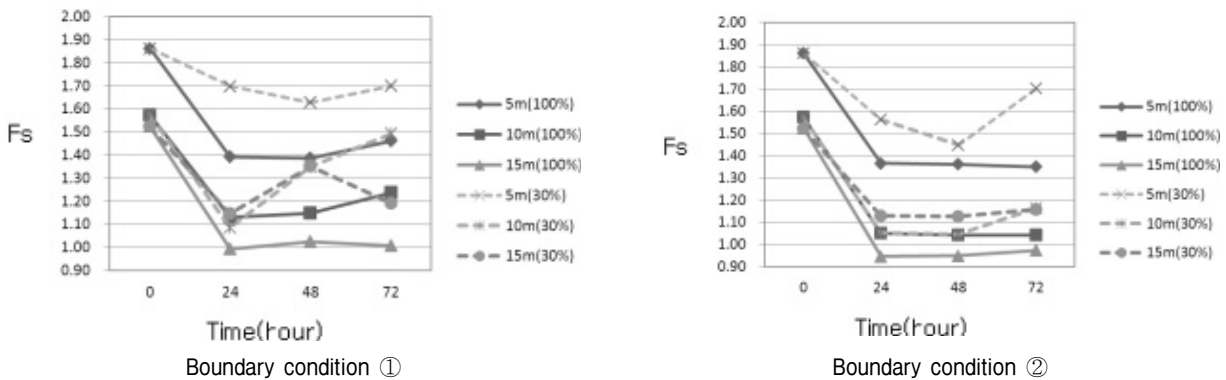 2.00
1.90
1.80
1.70
1.60
1.50
1.40
1.30
1.20
1.10
1.00
0.90
Fs
0 24 48 72
Time(hour)
5m(100%)
10m(100%)
15m(100%)
5m(30%)
10m(30%)
15m(30%)
Boundary condition ①
2.00
1.90
1.80
1.70
1.60
1.50
1.40
1.30
1.20
1.10
1.00
0.90
Fs
0 24 48 72
Time(hour)
5m(100%)
10m(100%)
15m(100%)
5m(30%)
10m(30%)
15m(30%)
Boundary condition ②